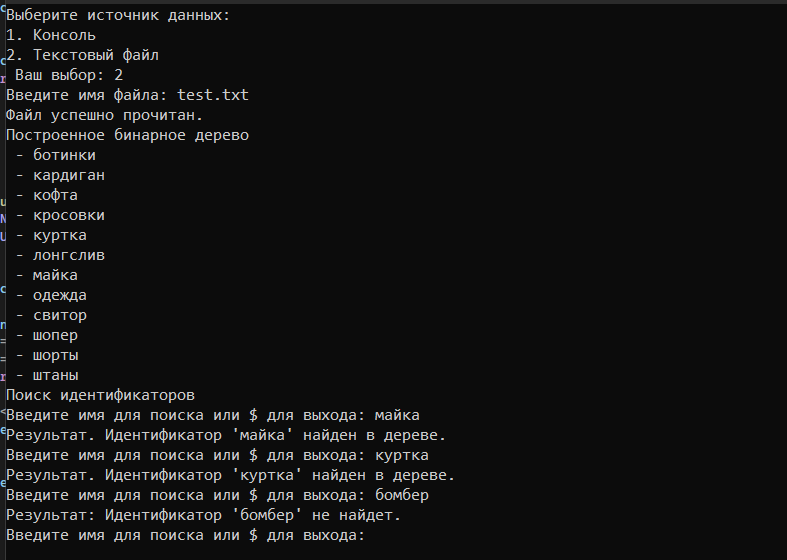 Выберите источник данных:
1. Консоль
2. Текстовый файл
Ваш выбор: 2
Введите имя файла: test.txt
Файл успешно прочитан.
Построенное бинарное дерево
- ботинки
- кардиган
- кофта
- кросовки
- куртка
- лонгслив
- майка
- одежда
- свитор
- шопер
- шорты
- штаны
Поиск идентификаторов
Введите имя для поиска или $ для выхода: майка
Результат. Идентификатор 'майка' найден в дереве.
Введите имя для поиска или $ для выхода: куртка
Результат. Идентификатор 'куртка' найден в дереве.
Введите имя для поиска или $ для выхода: бомбер
Результат: Идентификатор 'бомбер' не найдет.
Введите имя для поиска или $ для выхода: